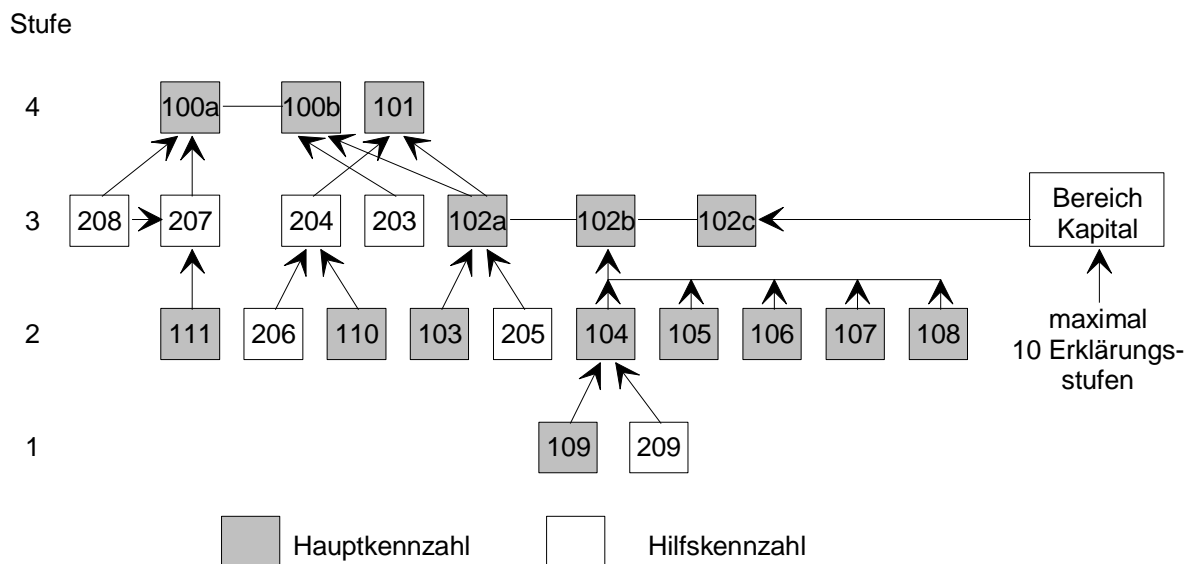 Stufe
4 100a 100b 101
3 208 207 204 203 102a 102b 102c Bereich
Kapital
2 111 206 110 103 205 104 105 106 107 108 maximal
10 Erklärungs-
stufen
1 109 209
Hauptkennzahl Hilfskennzahl